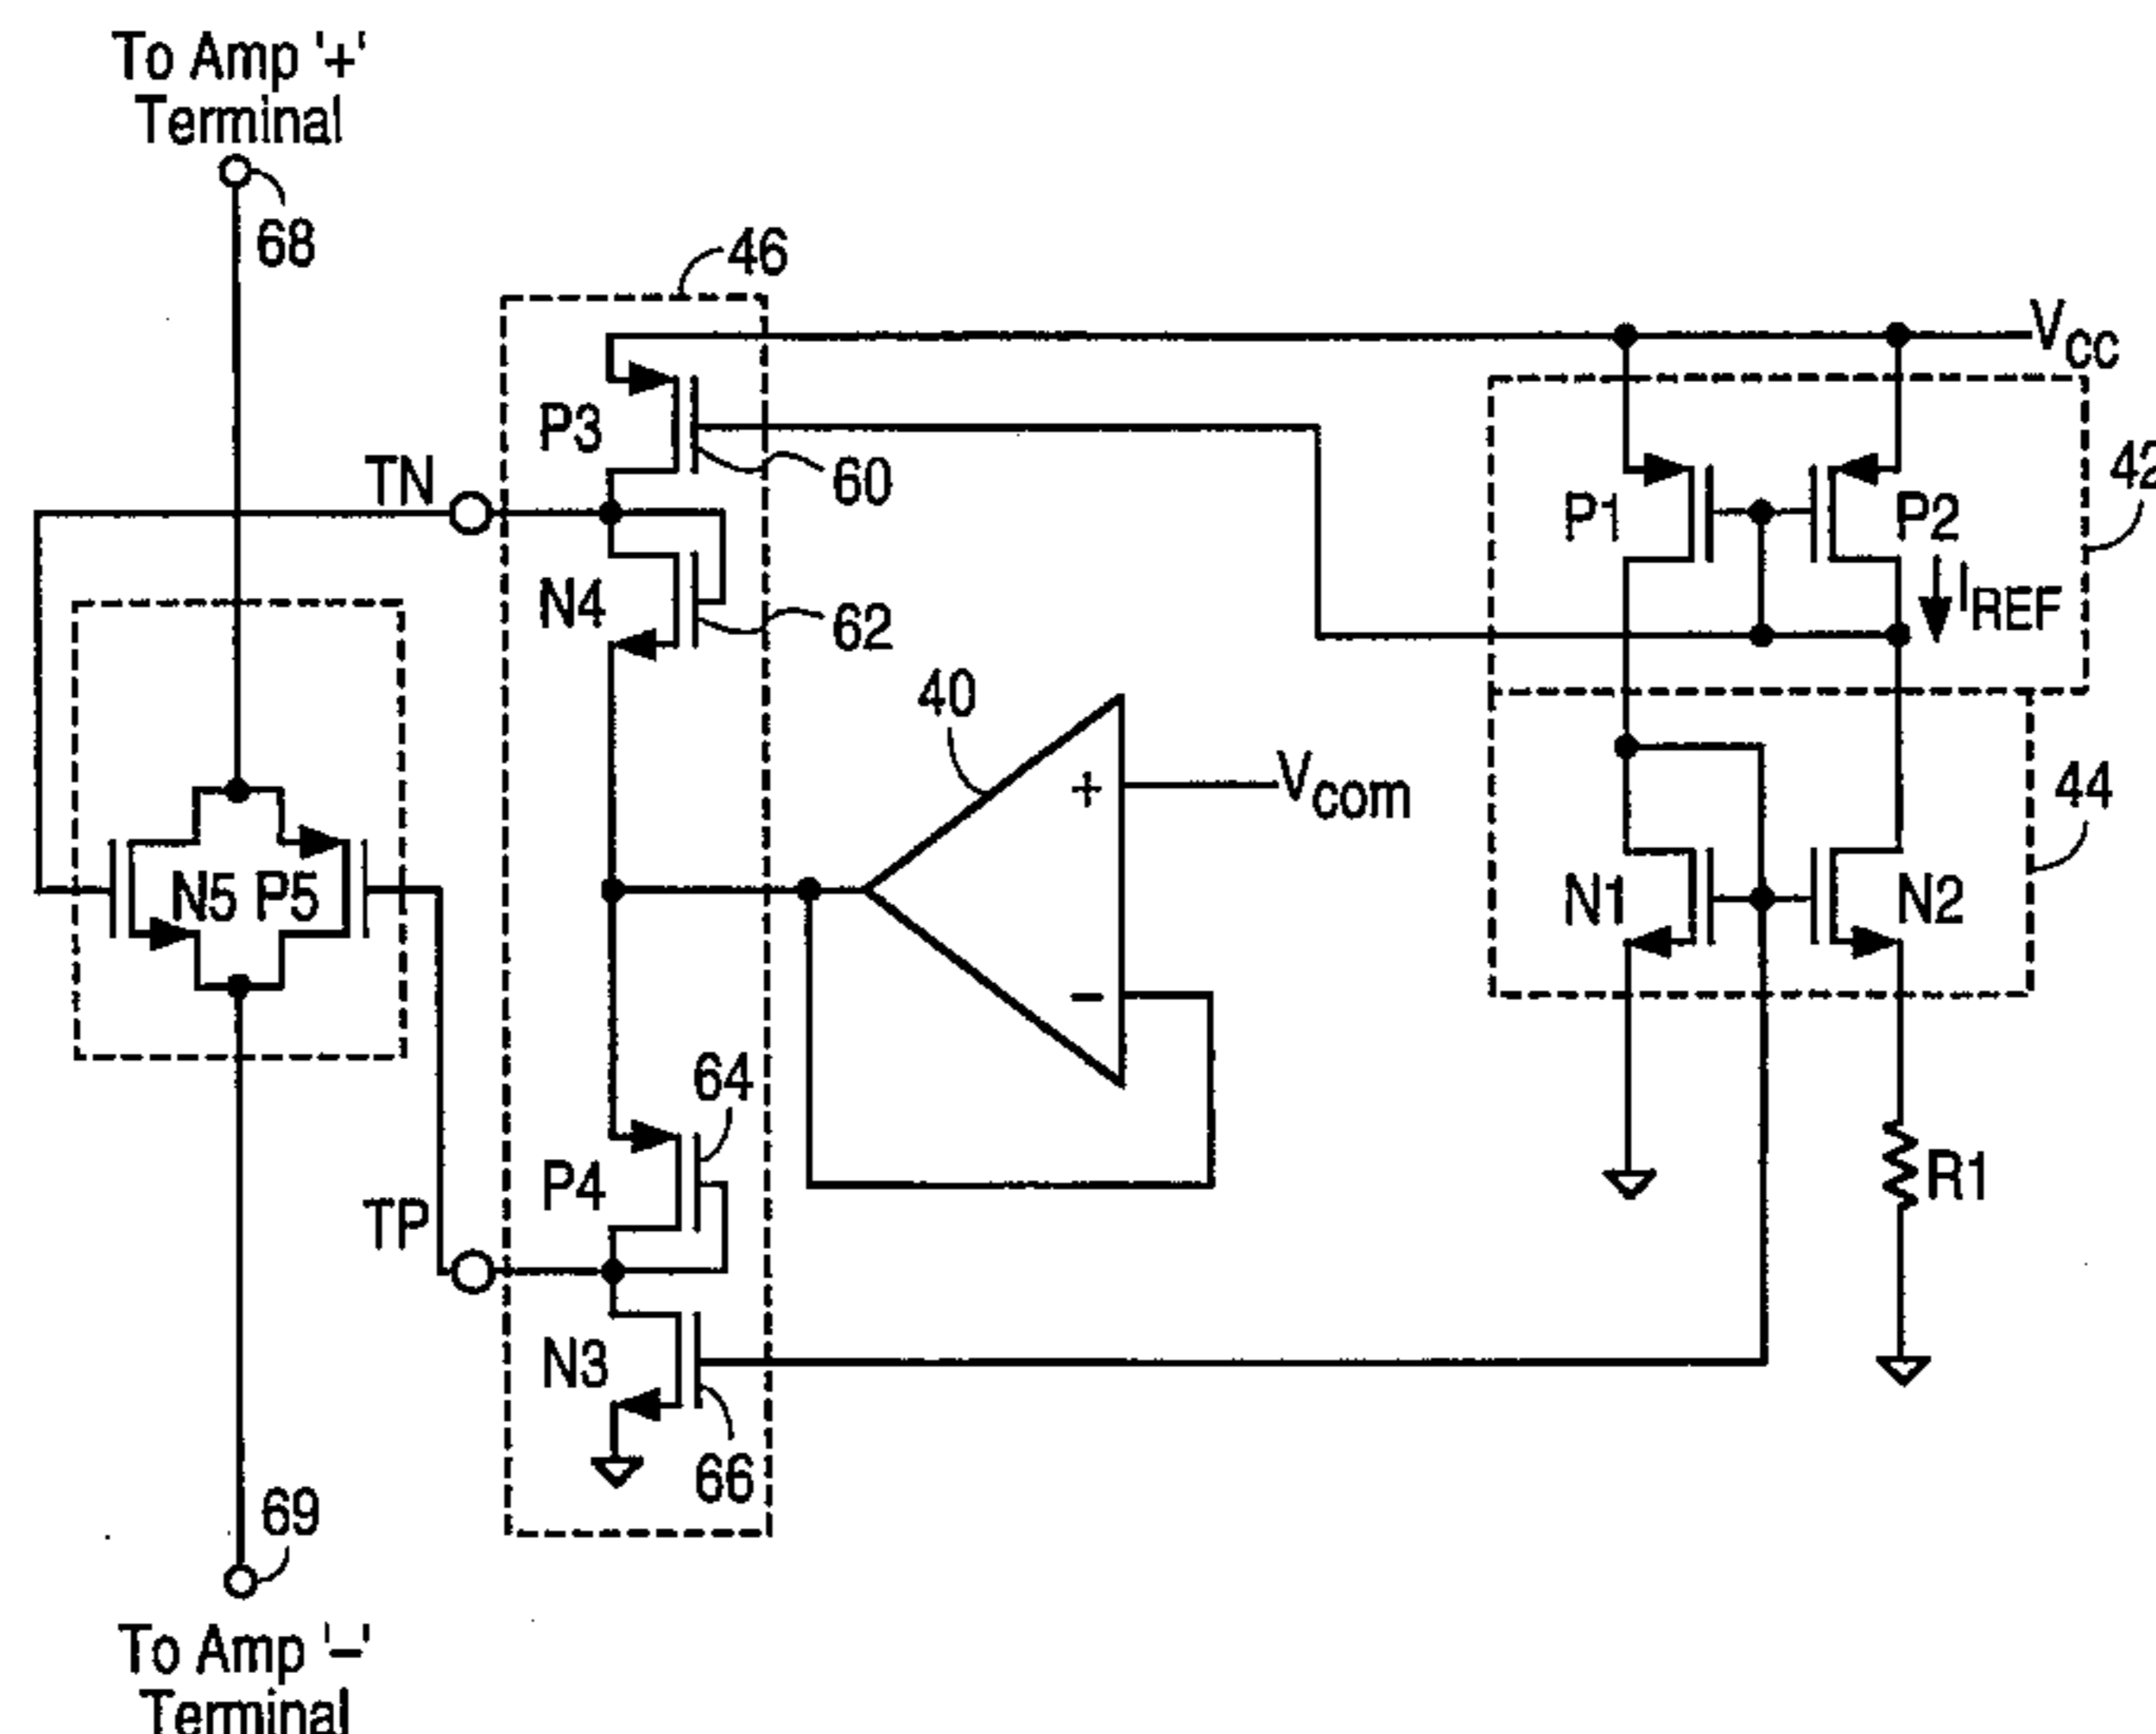 To Amp '+'
Terminal
68
46
VCC
P3
60
42
TN
P1
P2
IREF
N4
62
40
+
Vcom
44
N5
P5
N1
N2
−
64
P4
R1
TP
N3
66
69
To Amp '−'
Terminal